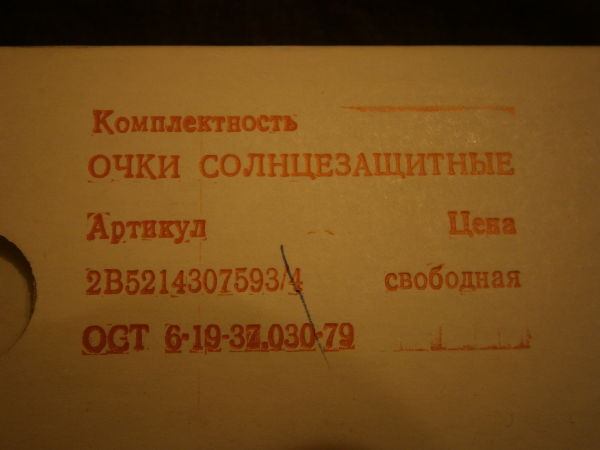 Комплектность
ОЧКИ СОЛНЦЕЗАЩИТНЫЕ
Артикул Цена
2В5214307593/4 свободная
ОСТ 6-19-37.030-79